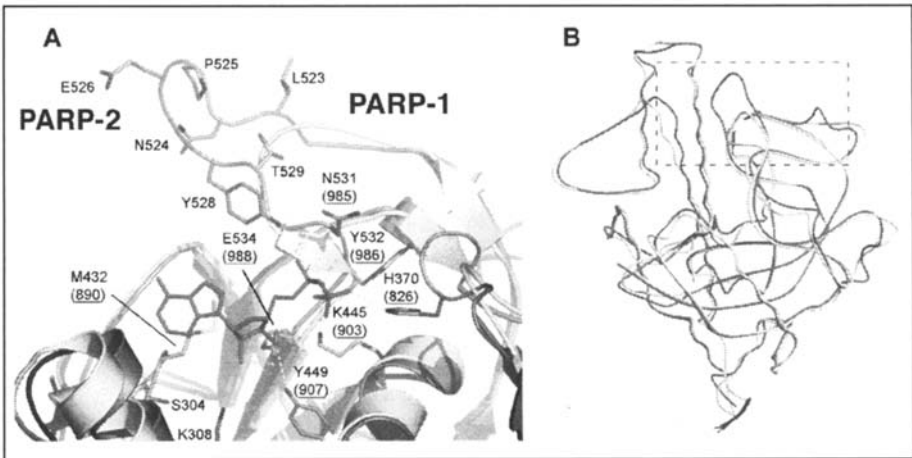 A
B
P525
L523
E526
PARP-2
PARP-1
N524
T529
N531
(985)
Y528
E534
(988)
Y532
(986)
M432
(890)
H370
(826)
K445
(903)
Y449
(907)
S304
K308